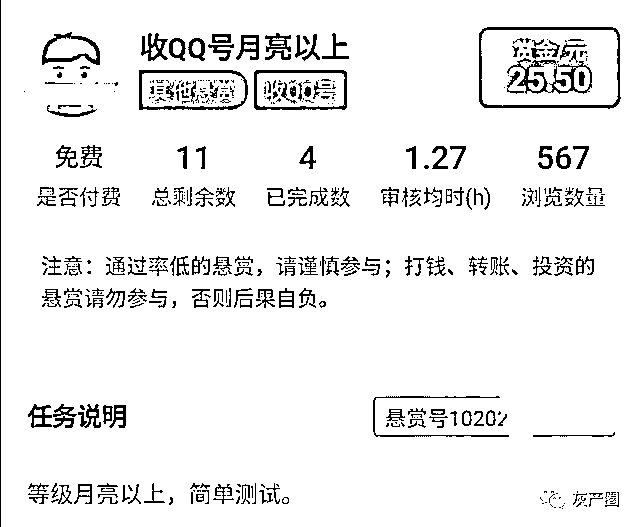 收QQ号月亮以上
赏金/元
25.50
其他悬赏 收QQ号
免费 11 4 1.27 567
是否付费 总剩余数 已完成数 审核均时(h) 浏览数量
注意：通过率低的悬赏，请谨慎参与；打钱、转账、投资的
悬赏请勿参与，否则后果自负。
任务说明
悬赏号10202
等级月亮以上，简单测试。
灰产圈